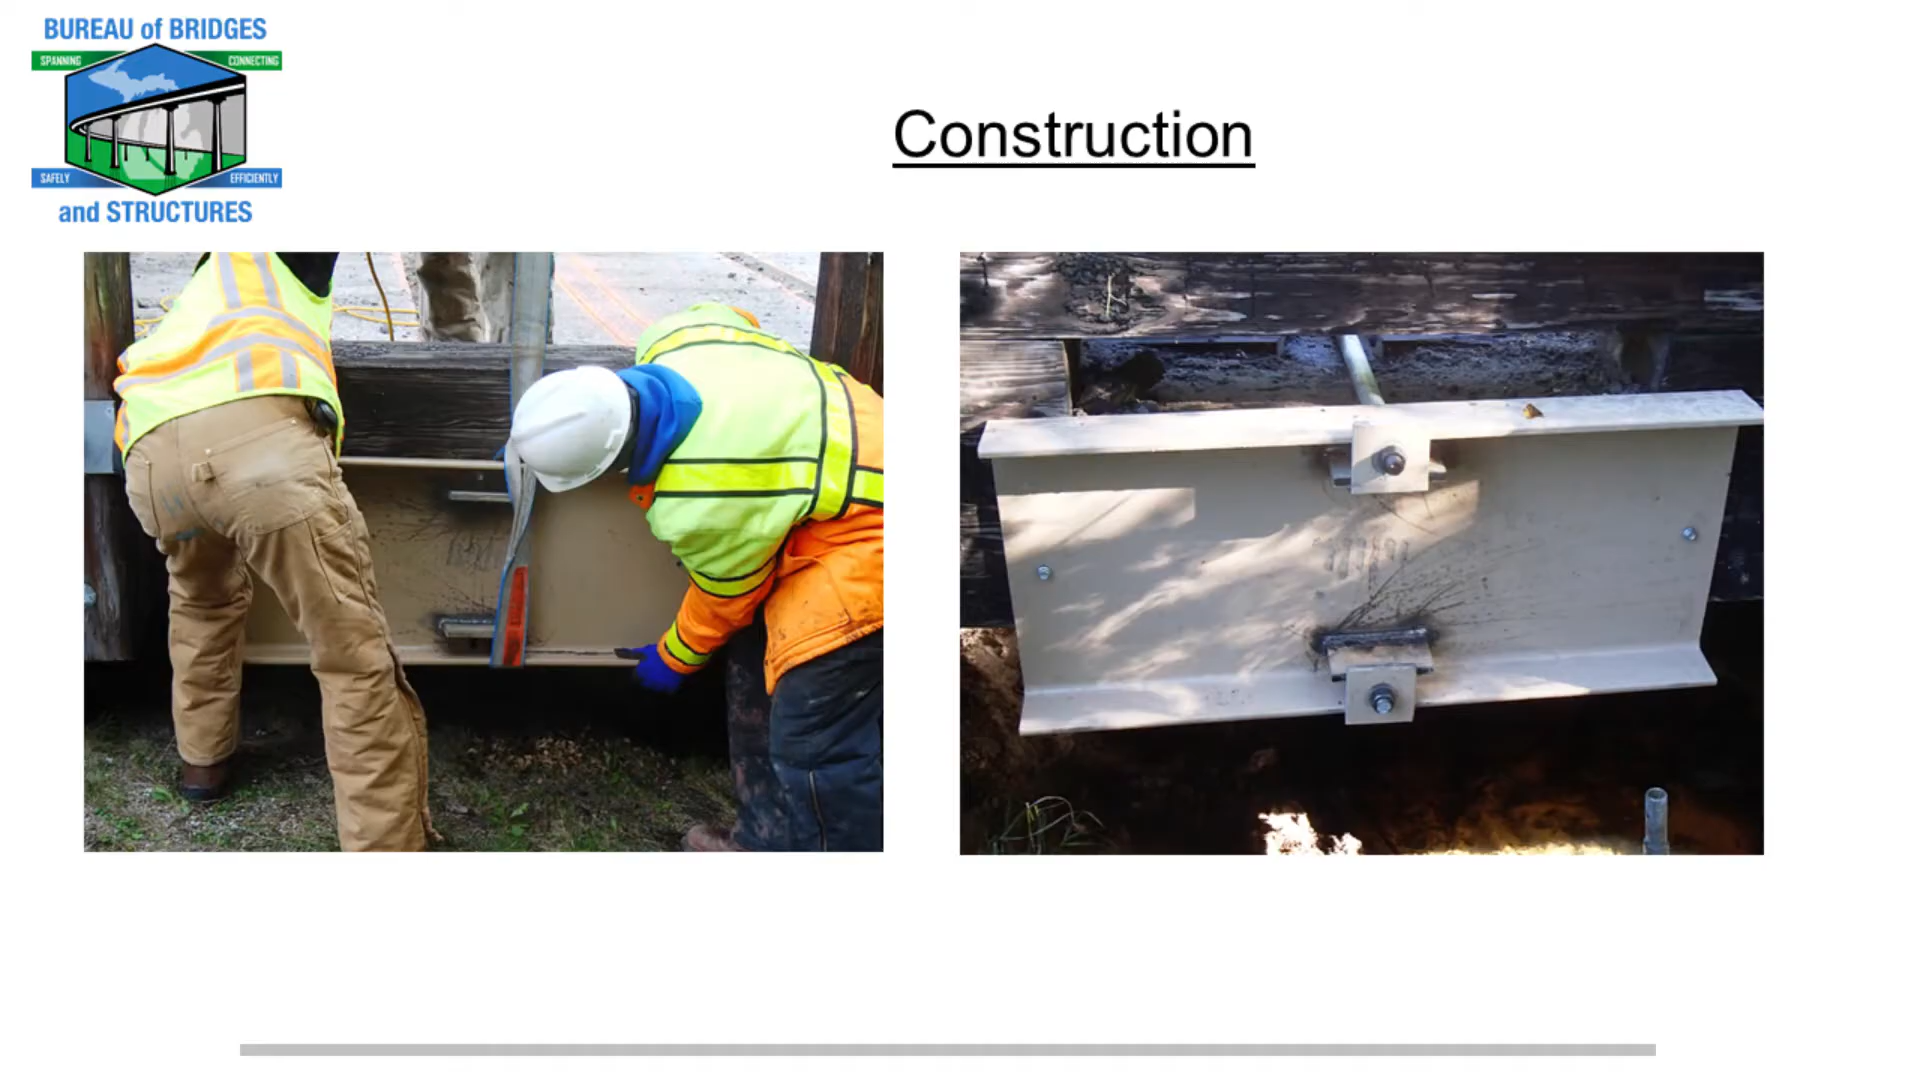 BUREAU of BRIDGES
SPANNING
CONNECTING
SAFELY
EFFICIENTLY
and STRUCTURES
Construction